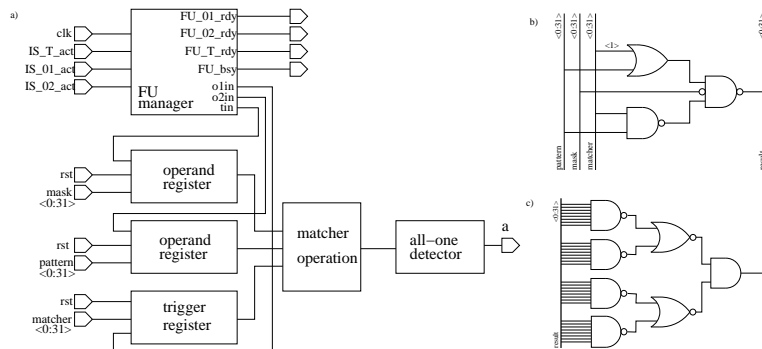 a)
clk
IS_T_act
IS_01_act
IS_02_act
FU
manager
FU_01_rdy
FU_02_rdy
FU_T_rdy
FU_bsy
o1in
o2in
tin
rst
mask
<0:31>
operand
register
rst
pattern
<0:31>
operand
register
rst
matcher
<0:31>
trigger
register
matcher
operation
all-one
detector
a
b)
<0:31>
<0:31>
<0:31>
<1>
pattern
mask
matcher
c)
<0:31>
result